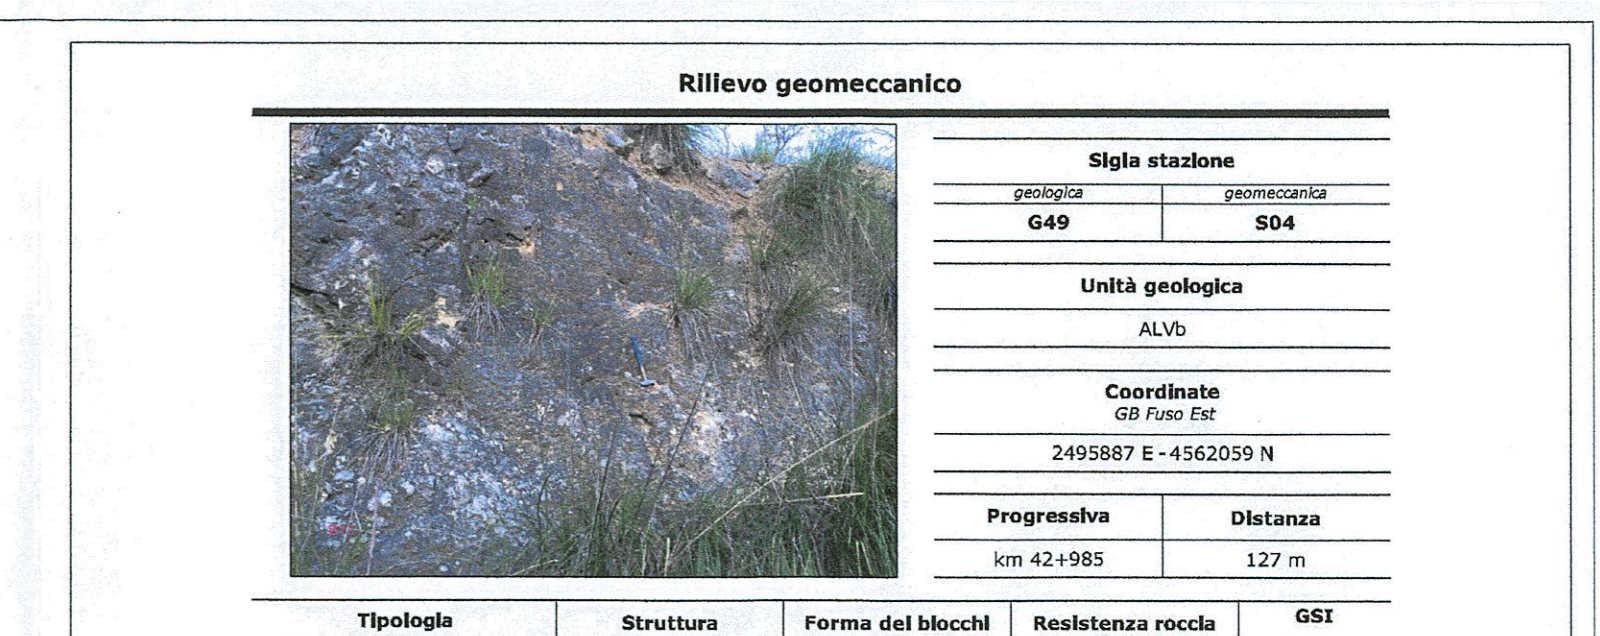 Rilievo geomeccanico
Sigla stazione
geologica geomeccanica
G49 S04
Unità geologica
ALVb
Coordinate
GB Fuso Est
2495887 E - 4562059 N
Progressiva Distanza
km 42+985 127 m
Tipologia Struttura Forma dei blocchi Resistenza roccia GSI